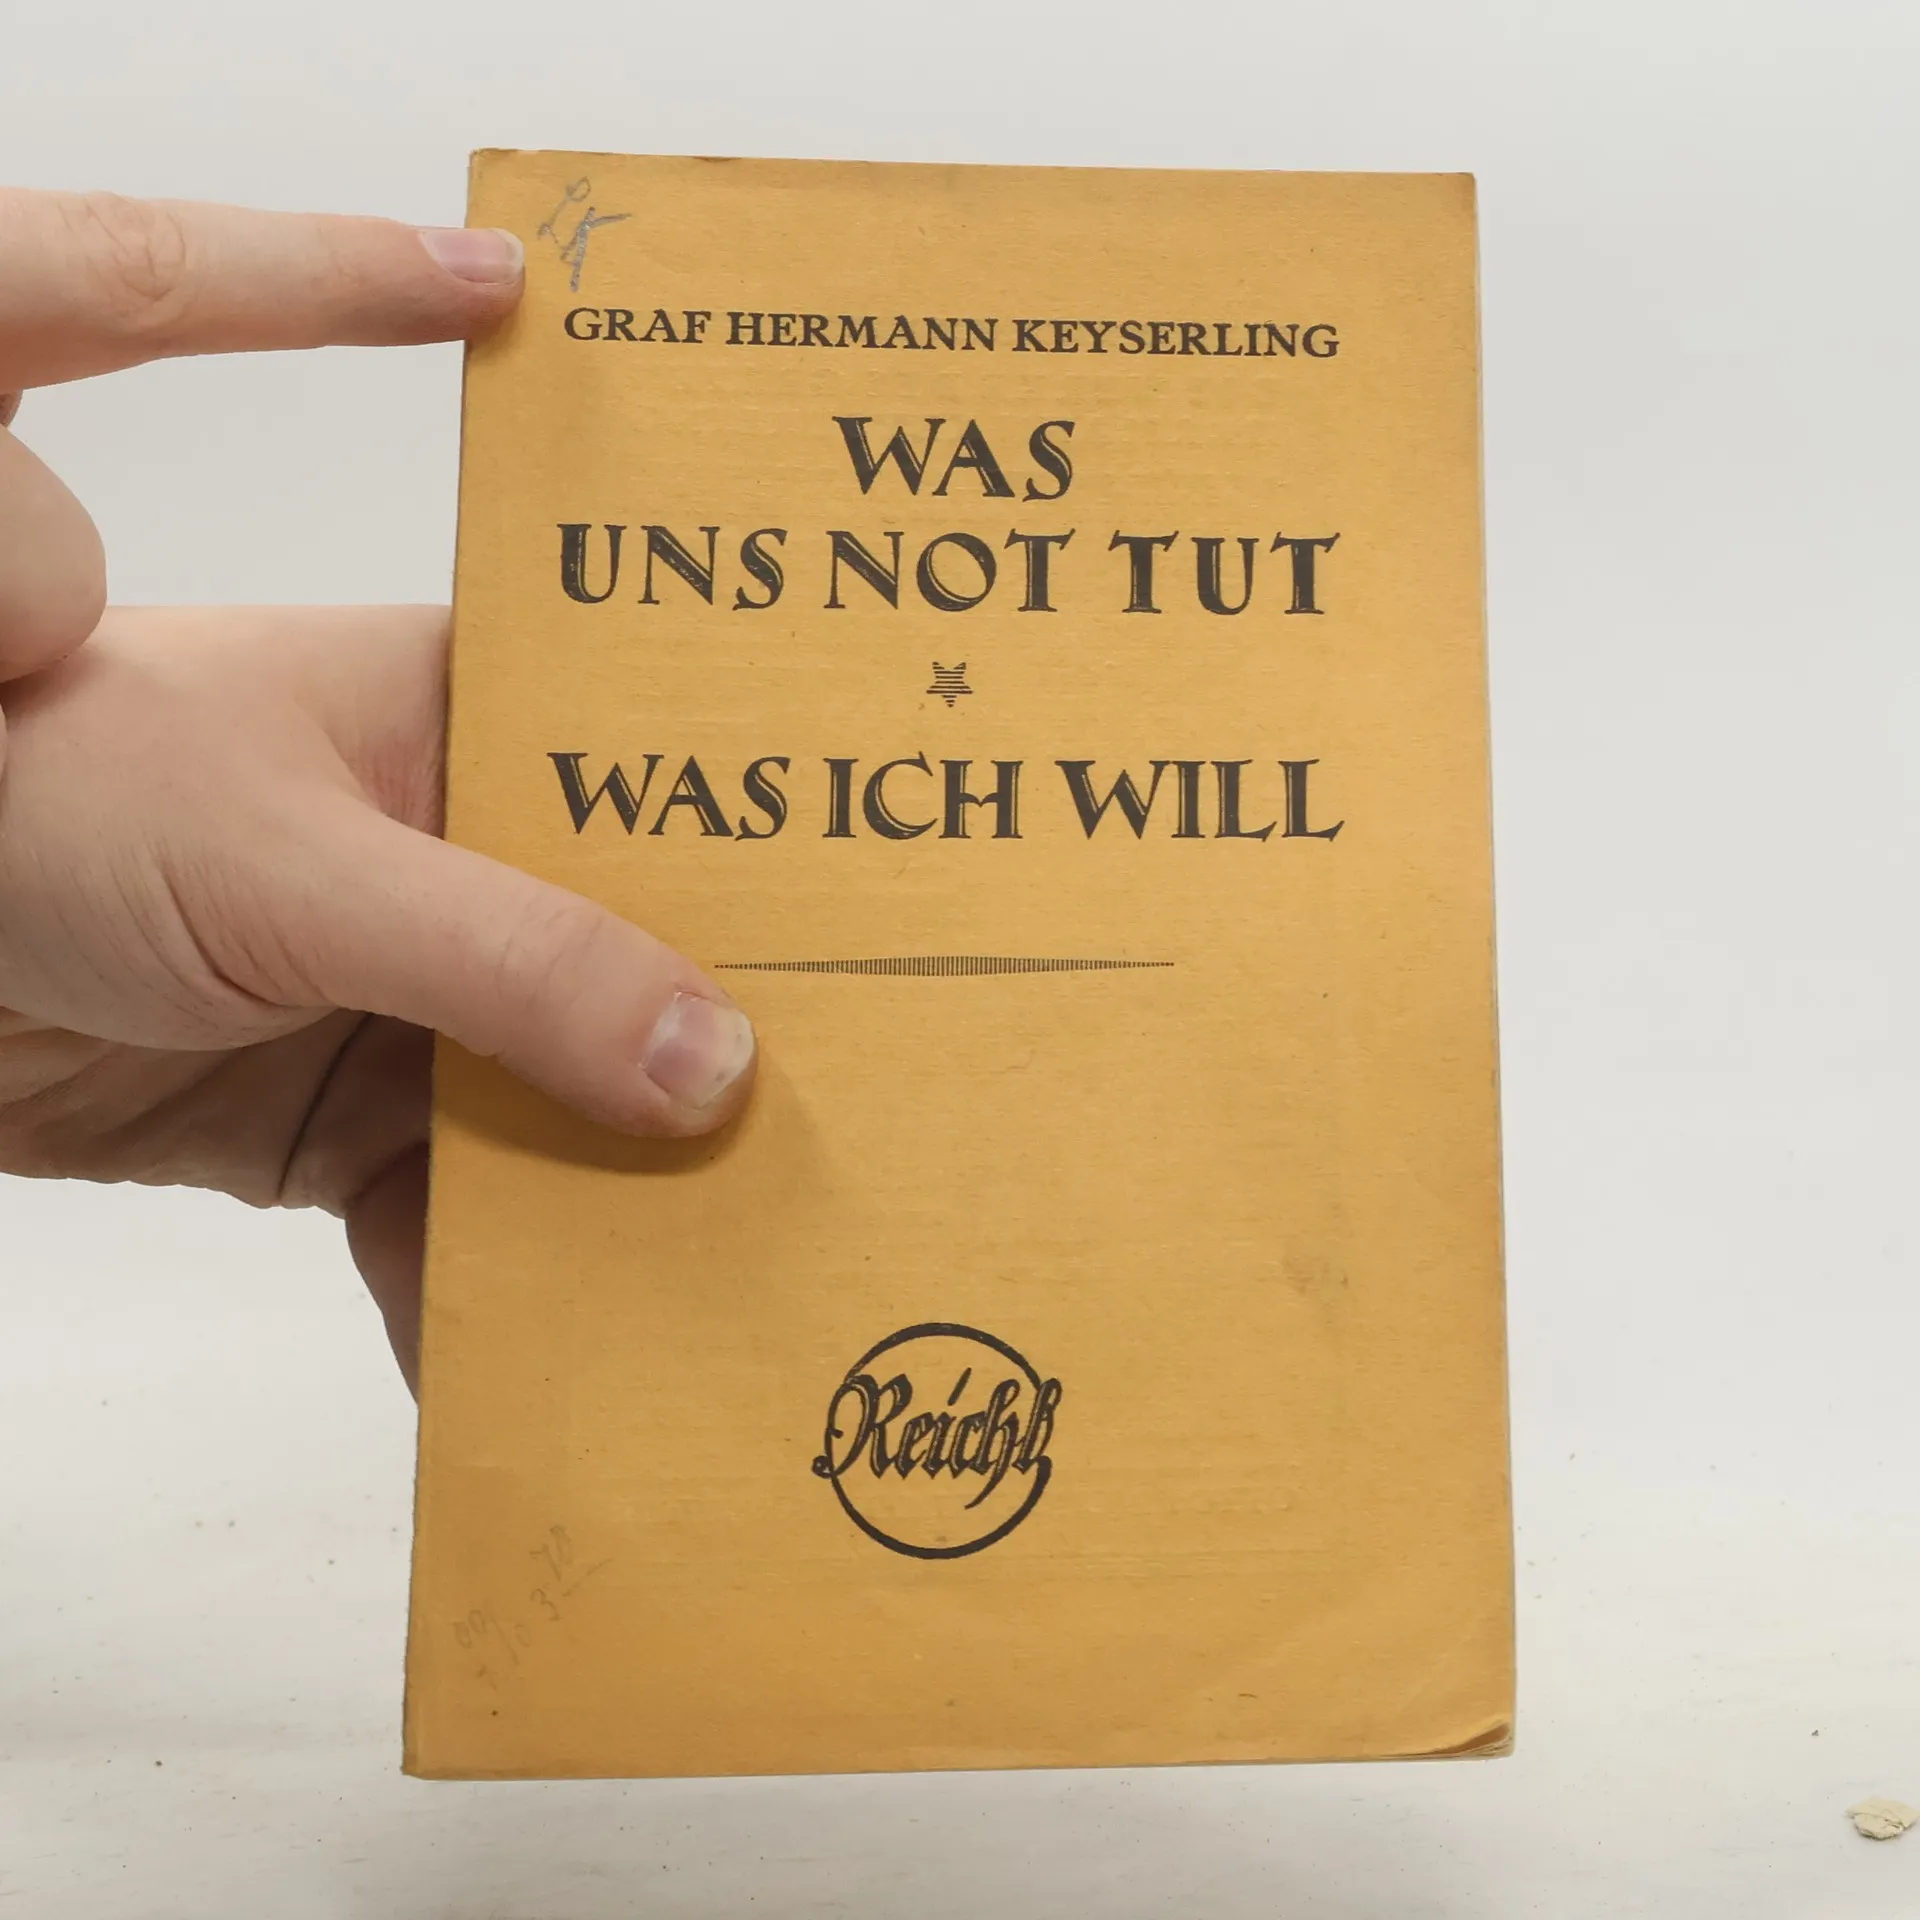 GRAF HERMANN KEYSERLING
WAS
UNS NOT TUT
WAS ICH WILL
Reichl